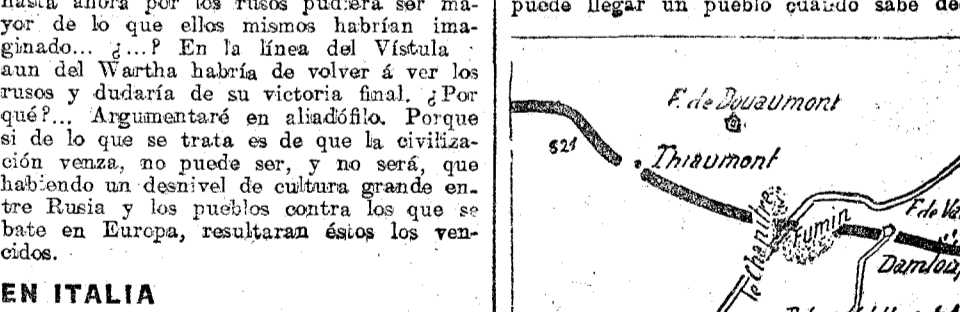 hasta ahora por los rusos pudiera ser ma-
yor de lo que ellos mismos habrían ima-
ginado... ¿...? En la línea del Vístula
aun del Wartha habría de volver á ver los
rusos y dudaría de su victoria final. ¿Por
qué?... Argumentaré en aliadófilo. Porque
si de lo que se trata es de que la civiliza-
ción venza, no puede ser, y no será, que
habiendo un desnivel de cultura grande en-
tre Rusia y los pueblos contra los que se
bate en Europa, resultaran éstos los ven-
cidos.
EN ITALIA
puede llegar un pueblo cuando sabe de
F. de Douaumont
321
Thiaumont
le Chapitre
Fumin
F. de Va
Damlou